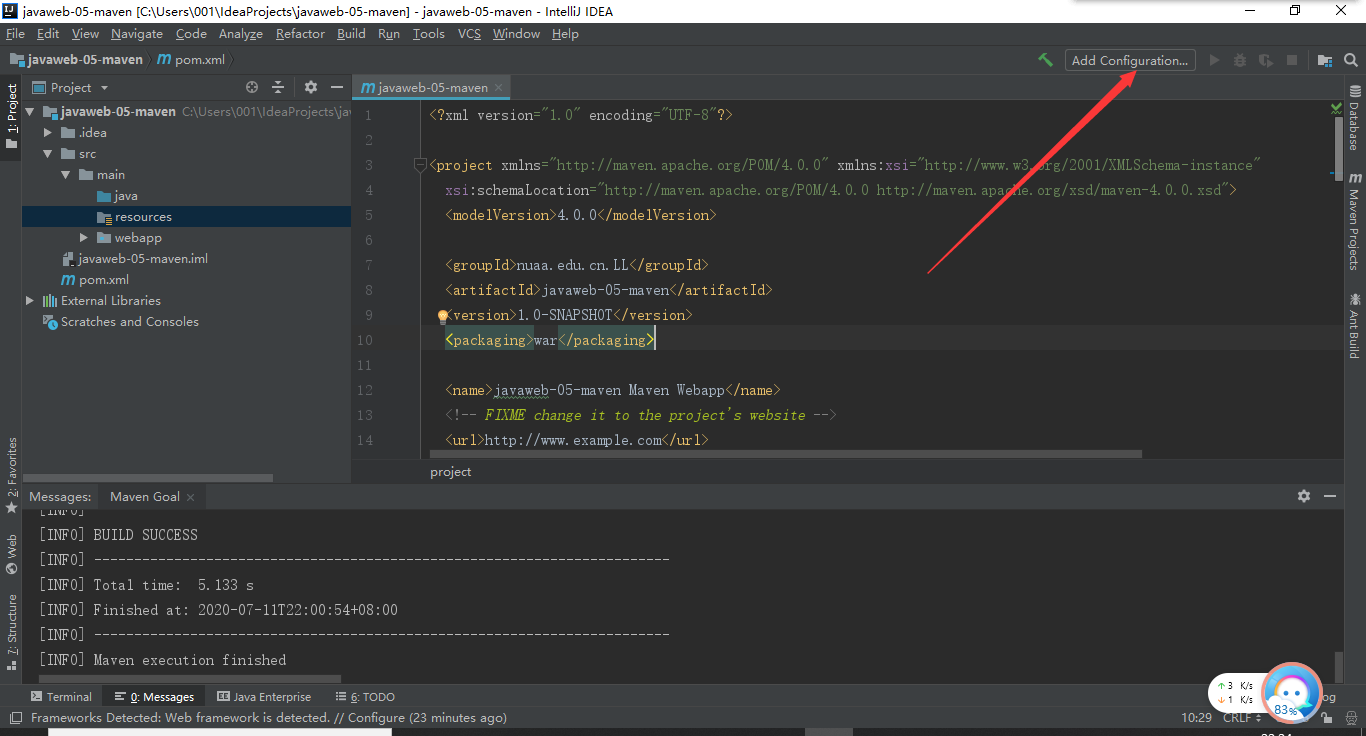 javaweb-05-maven [C:\Users\001\IdeaProjects\javaweb-05-maven] - javaweb-05-maven - IntelliJ IDEA
File Edit View Navigate Code Analyze Refactor Build Run Tools VCS Window Help
javaweb-05-maven pom.xml Add Configuration...
1: Project
Project
javaweb-05-maven C:\Users\001\IdeaProjects\jav
.idea
src
main
java
resources
webapp
javaweb-05-maven.iml
pom.xml
External Libraries
Scratches and Consoles
javaweb-05-maven
1 <?xml version="1.0" encoding="UTF-8"?>
2
3 <project xmlns="http://maven.apache.org/POM/4.0.0" xmlns:xsi="http://www.w3.org/2001/XMLSchema-instance"
4 xsi:schemaLocation="http://maven.apache.org/POM/4.0.0 http://maven.apache.org/xsd/maven-4.0.0.xsd">
5 <modelVersion>4.0.0</modelVersion>
6
7 <groupId>nuaa.edu.cn.LL</groupId>
8 <artifactId>javaweb-05-maven</artifactId>
9 <version>1.0-SNAPSHOT</version>
10 <packaging>war</packaging>
11
12 <name>javaweb-05-maven Maven Webapp</name>
13 <!-- FIXME change it to the project's website -->
14 <url>http://www.example.com</url>
project
Database
Maven Projects
Ant Build
2: Favorites
Web
7: Structure
Messages: Maven Goal
[INFO]
[INFO] BUILD SUCCESS
[INFO] ------------------------------------------------------------------------
[INFO] Total time:  5.133 s
[INFO] Finished at: 2020-07-11T22:00:54+08:00
[INFO] ------------------------------------------------------------------------
[INFO] Maven execution finished
Terminal 0: Messages Java Enterprise 6: TODO
Frameworks Detected: Web framework is detected. // Configure (23 minutes ago) 10:29 CRLF
↑ 3 K/s
↓ 1 K/s
83%